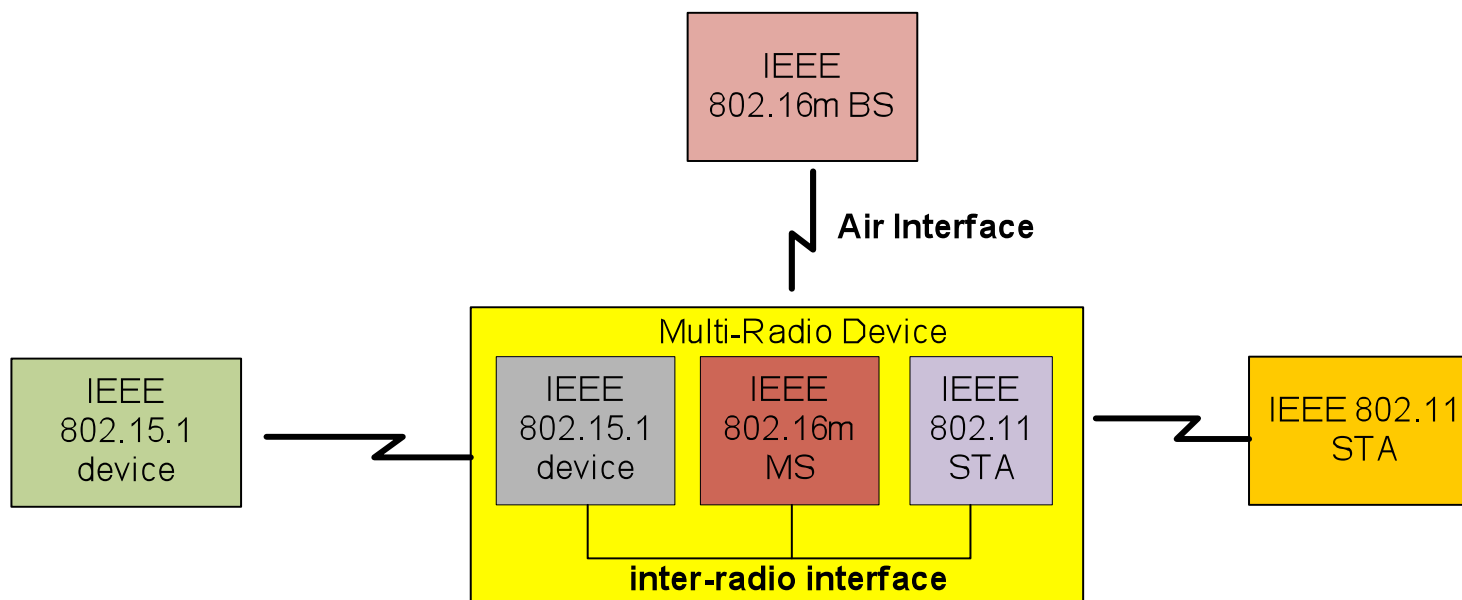 IEEE
802.16m BS
Air Interface
Multi-Radio Device
IEEE
802.15.1
device
IEEE
802.15.1
device
IEEE
802.16m
MS
IEEE
802.11
STA
IEEE 802.11
STA
inter-radio interface